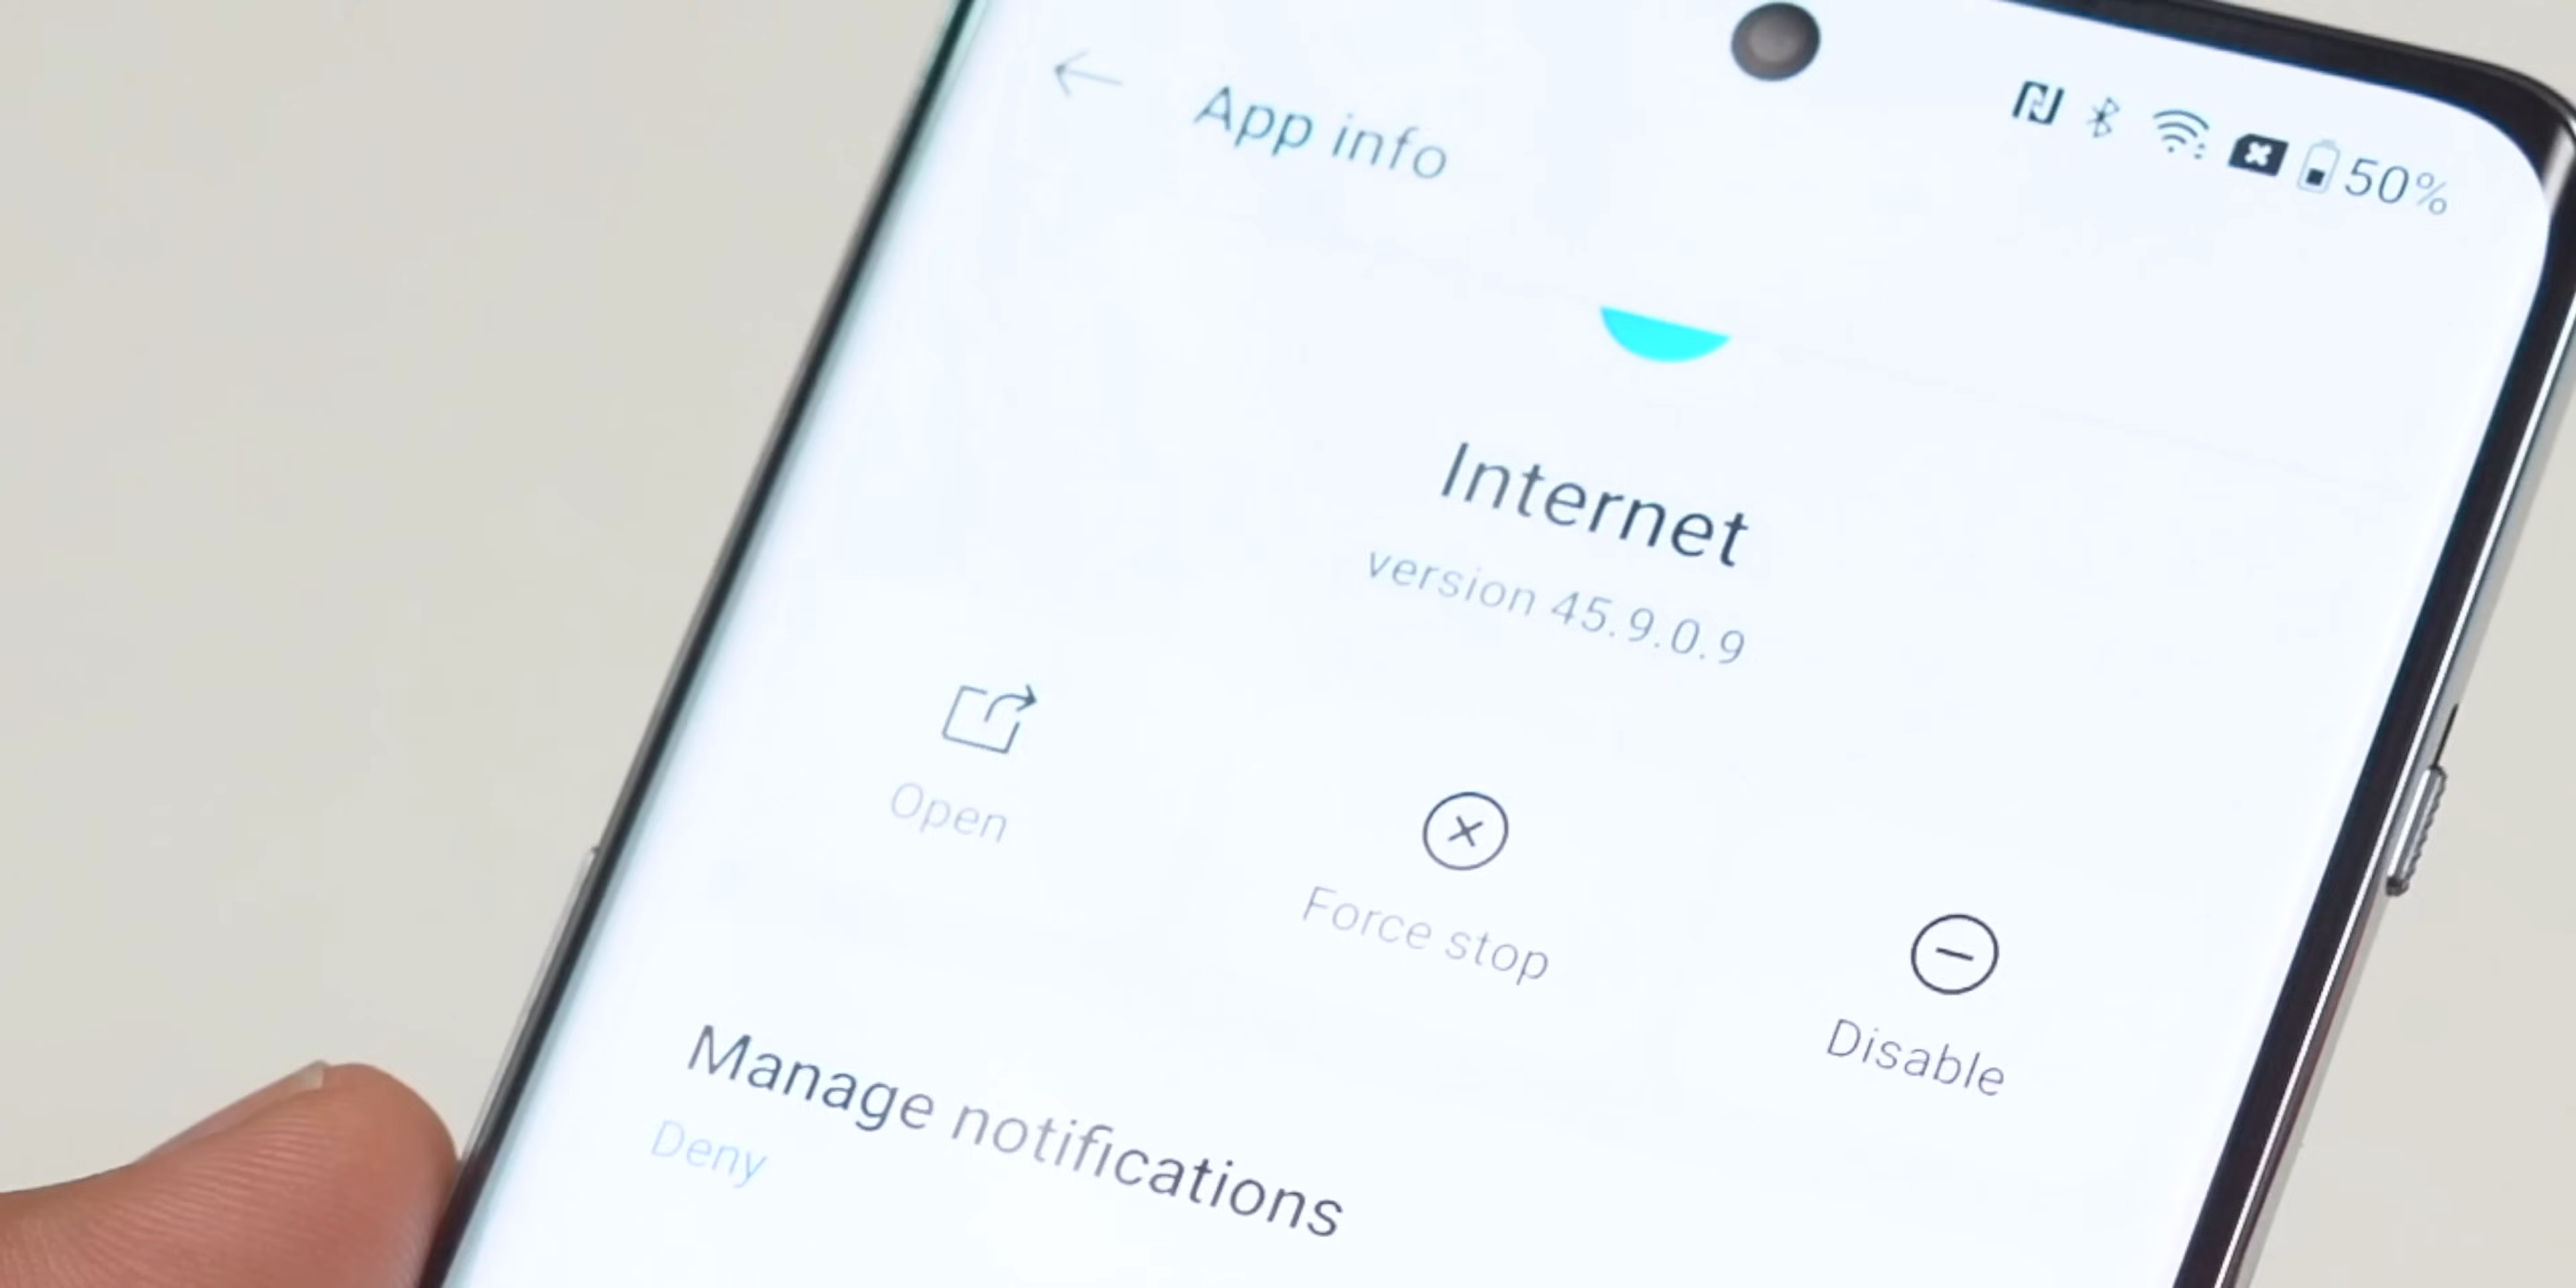 50%
App info
Internet
version 45.9.0.9
Open
Force stop
Disable
Manage notifications
Deny